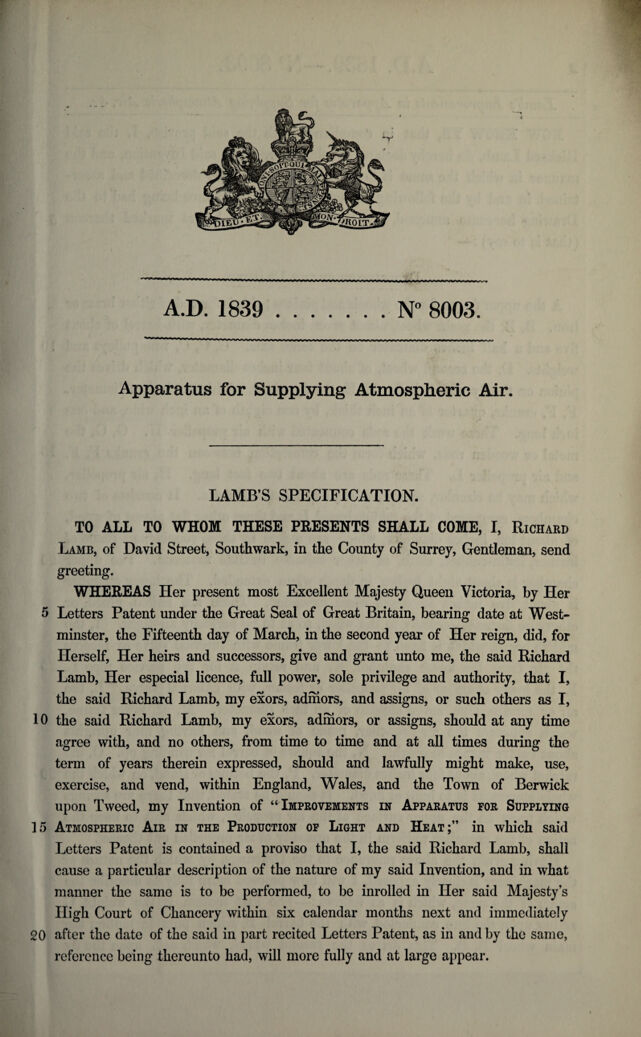 HONI SOIT QUI MAL
DIEU · ET · MON · DROIT
A.D. 1839 . . . . . . . N° 8003.
Apparatus for Supplying Atmospheric Air.
LAMB'S SPECIFICATION.
TO ALL TO WHOM THESE PRESENTS SHALL COME, I, RICHARD
LAMB, of David Street, Southwark, in the County of Surrey, Gentleman, send
greeting.
WHEREAS Her present most Excellent Majesty Queen Victoria, by Her
5 Letters Patent under the Great Seal of Great Britain, bearing date at West-
minster, the Fifteenth day of March, in the second year of Her reign, did, for
Herself, Her heirs and successors, give and grant unto me, the said Richard
Lamb, Her especial licence, full power, sole privilege and authority, that I,
the said Richard Lamb, my exors, adm̄ors, and assigns, or such others as I,
10 the said Richard Lamb, my exors, adm̄ors, or assigns, should at any time
agree with, and no others, from time to time and at all times during the
term of years therein expressed, should and lawfully might make, use,
exercise, and vend, within England, Wales, and the Town of Berwick
upon Tweed, my Invention of "IMPROVEMENTS IN APPARATUS FOR SUPPLYING
15 ATMOSPHERIC AIR IN THE PRODUCTION OF LIGHT AND HEAT;" in which said
Letters Patent is contained a proviso that I, the said Richard Lamb, shall
cause a particular description of the nature of my said Invention, and in what
manner the same is to be performed, to be inrolled in Her said Majesty's
High Court of Chancery within six calendar months next and immediately
20 after the date of the said in part recited Letters Patent, as in and by the same,
reference being thereunto had, will more fully and at large appear.